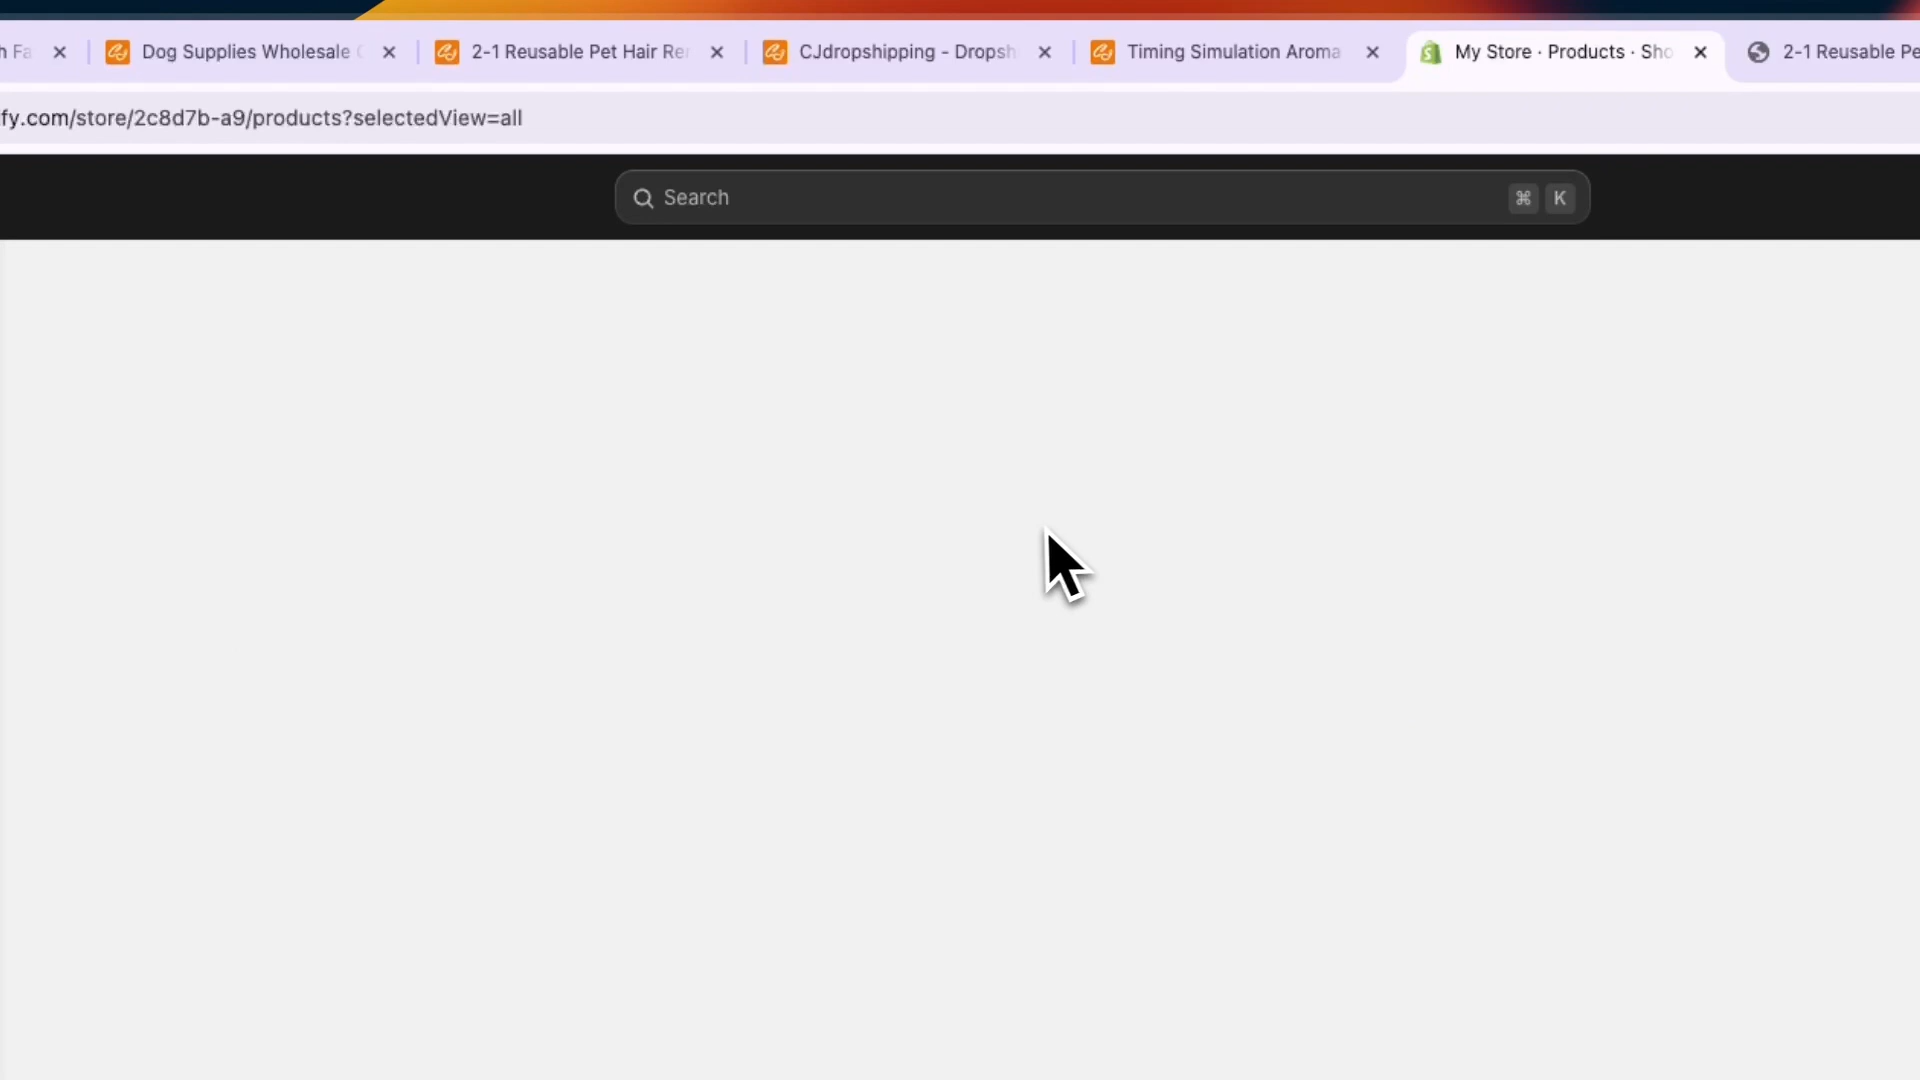 h Fa
Dog Supplies Wholesale
2-1 Reusable Pet Hair Re
CJdropshipping - Dropsh
Timing Simulation Aroma
My Store · Products · Sho
2-1 Reusable Pe
fy.com/store/2c8d7b-a9/products?selectedView=all
Search
⌘ K